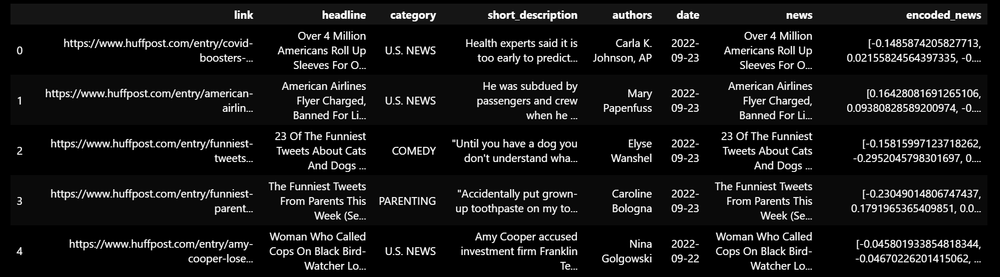 link headline category short_description authors date news encoded_news
0 https://www.huffpost.com/entry/covid-boosters-... Over 4 Million Americans Roll Up Sleeves For O... U.S. NEWS Health experts said it is too early to predict... Carla K. Johnson, AP 2022-09-23 Over 4 Million Americans Roll Up Sleeves For O... [-0.1485874205827713, 0.02155824564397335, -0....
1 https://www.huffpost.com/entry/american-airlin... American Airlines Flyer Charged, Banned For Li... U.S. NEWS He was subdued by passengers and crew when he ... Mary Papenfuss 2022-09-23 American Airlines Flyer Charged, Banned For Li... [0.16428081691265106, 0.09380828589200974, -0....
2 https://www.huffpost.com/entry/funniest-tweets... 23 Of The Funniest Tweets About Cats And Dogs ... COMEDY "Until you have a dog you don't understand wha... Elyse Wanshel 2022-09-23 23 Of The Funniest Tweets About Cats And Dogs ... [-0.15815997123718262, -0.2952045798301697, 0....
3 https://www.huffpost.com/entry/funniest-parent... The Funniest Tweets From Parents This Week (Se... PARENTING "Accidentally put grown-up toothpaste on my to... Caroline Bologna 2022-09-23 The Funniest Tweets From Parents This Week (Se... [-0.23049014806747437, 0.1791965365409851, 0.0...
4 https://www.huffpost.com/entry/amy-cooper-lose... Woman Who Called Cops On Black Bird-Watcher Lo... U.S. NEWS Amy Cooper accused investment firm Franklin Te... Nina Golgowski 2022-09-22 Woman Who Called Cops On Black Bird-Watcher Lo... [-0.045801933854818344, -0.04670226201415062, ...